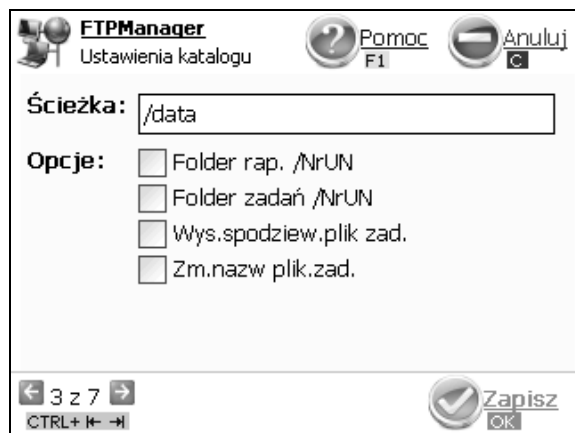 FTPManager
Ustawienia katalogu
Pomoc
F1
Anuluj
C
Ścieżka: /data
Opcje: Folder rap. /NrUN
Folder zadań /NrUN
Wys.spodziew.plik zad.
Zm.nazw plik.zad.
3 z 7
CTRL+
Zapisz
OK